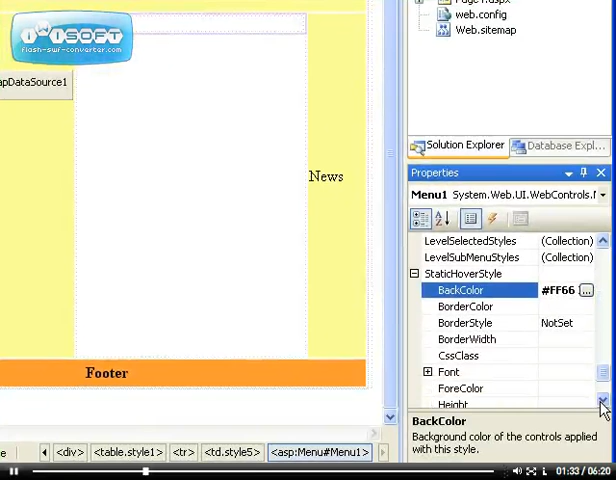 iWiSOFT
flash-swf-converter.com
apDataSource1
News
Footer
<div> <table.style1> <tr> <td.style5> <asp:Menu#Menu1>
web.config
Web.sitemap
Solution Explorer Database Expl...
Properties
Menu1 System.Web.UI.WebControls.
LevelSelectedStyles (Collection)
LevelSubMenuStyles (Collection)
StaticHoverStyle
BackColor #FF66
BorderColor
BorderStyle NotSet
BorderWidth
CssClass
Font
ForeColor
Height
BackColor
Background color of the controls applied
with this style.
01:33 / 06:20